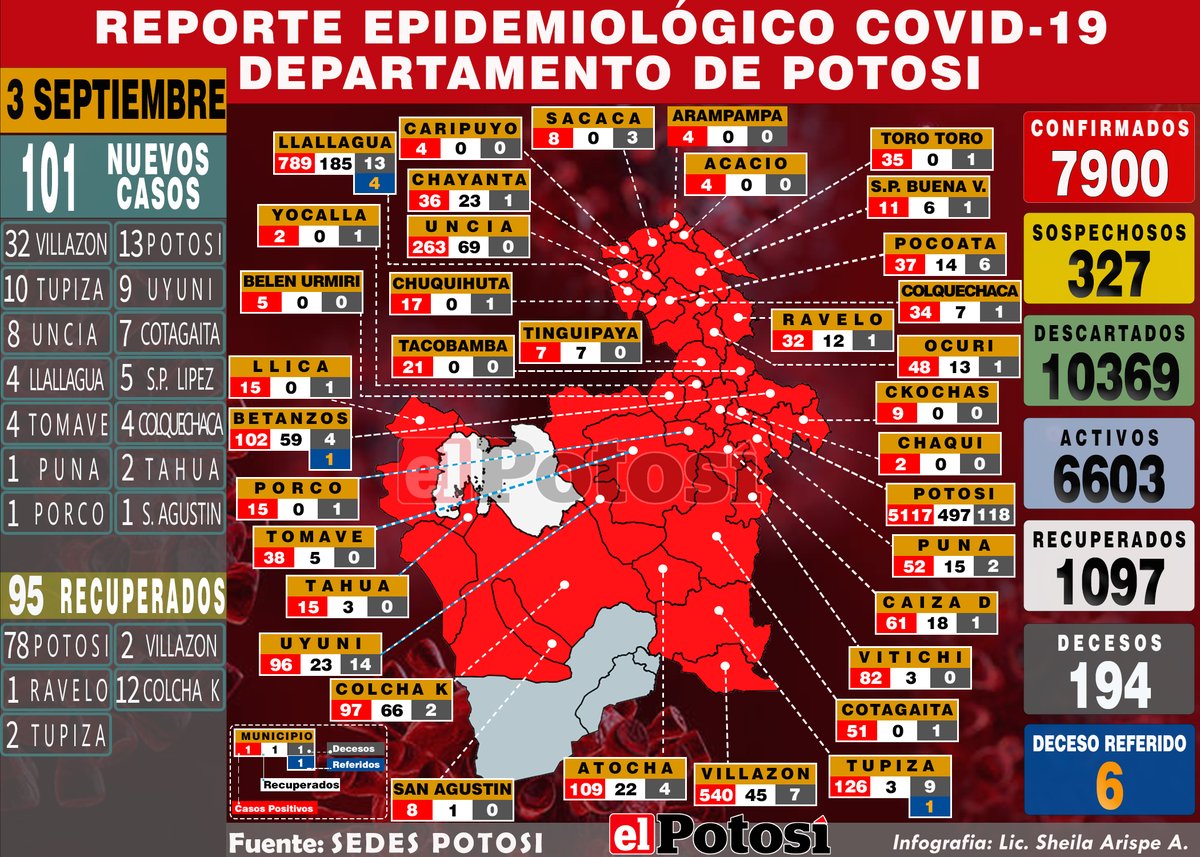 REPORTE EPIDEMIOLÓGICO COVID-19
DEPARTAMENTO DE POTOSI
3 SEPTIEMBRE
101 NUEVOS CASOS
32 VILLAZON 13 POTOSI
10 TUPIZA 9 UYUNI
8 UNCIA 7 COTAGAITA
4 LLALLAGUA 5 S.P. LIPEZ
4 TOMAVE 4 COLQUECHACA
1 PUNA 2 TAHUA
1 PORCO 1 S. AGUSTIN
95 RECUPERADOS
78 POTOSI 2 VILLAZON
1 RAVELO 12 COLCHA K
2 TUPIZA
LLALLAGUA
789 185 13
4
CARIPUYO
4 0 0
SACACA
8 0 3
ARAMPAMPA
4 0 0
ACACIO
4 0 0
TORO TORO
35 0 1
CHAYANTA
36 23 1
S.P. BUENA V.
11 6 1
YOCALLA
2 0 1
UNCIA
263 69 0
POCOATA
37 14 6
BELEN URMIRI
5 0 0
CHUQUIHUTA
17 0 1
COLQUECHACA
34 7 1
TINGUIPAYA
7 7 0
RAVELO
32 12 1
TACOBAMBA
21 0 0
OCURI
48 13 1
LLICA
15 0 1
CKOCHAS
9 0 0
BETANZOS
102 59 4
1
CHAQUI
2 0 0
PORCO
15 0 1
POTOSI
5117 497 118
TOMAVE
38 5 0
PUNA
52 15 2
TAHUA
15 3 0
CAIZA D
61 18 1
UYUNI
96 23 14
VITICHI
82 3 0
COLCHA K
97 66 2
COTAGAITA
51 0 1
SAN AGUSTIN
8 1 0
ATOCHA
109 22 4
VILLAZON
540 45 7
TUPIZA
126 3 9
1
el Potosí
MUNICIPIO
1 1 1 Decesos
1 Referidos
Recuperados
Casos Positivos
CONFIRMADOS
7900
SOSPECHOSOS
327
DESCARTADOS
10369
ACTIVOS
6603
RECUPERADOS
1097
DECESOS
194
DECESO REFERIDO
6
Fuente: SEDES POTOSI
el Potosí
Infografia: Lic. Sheila Arispe A.